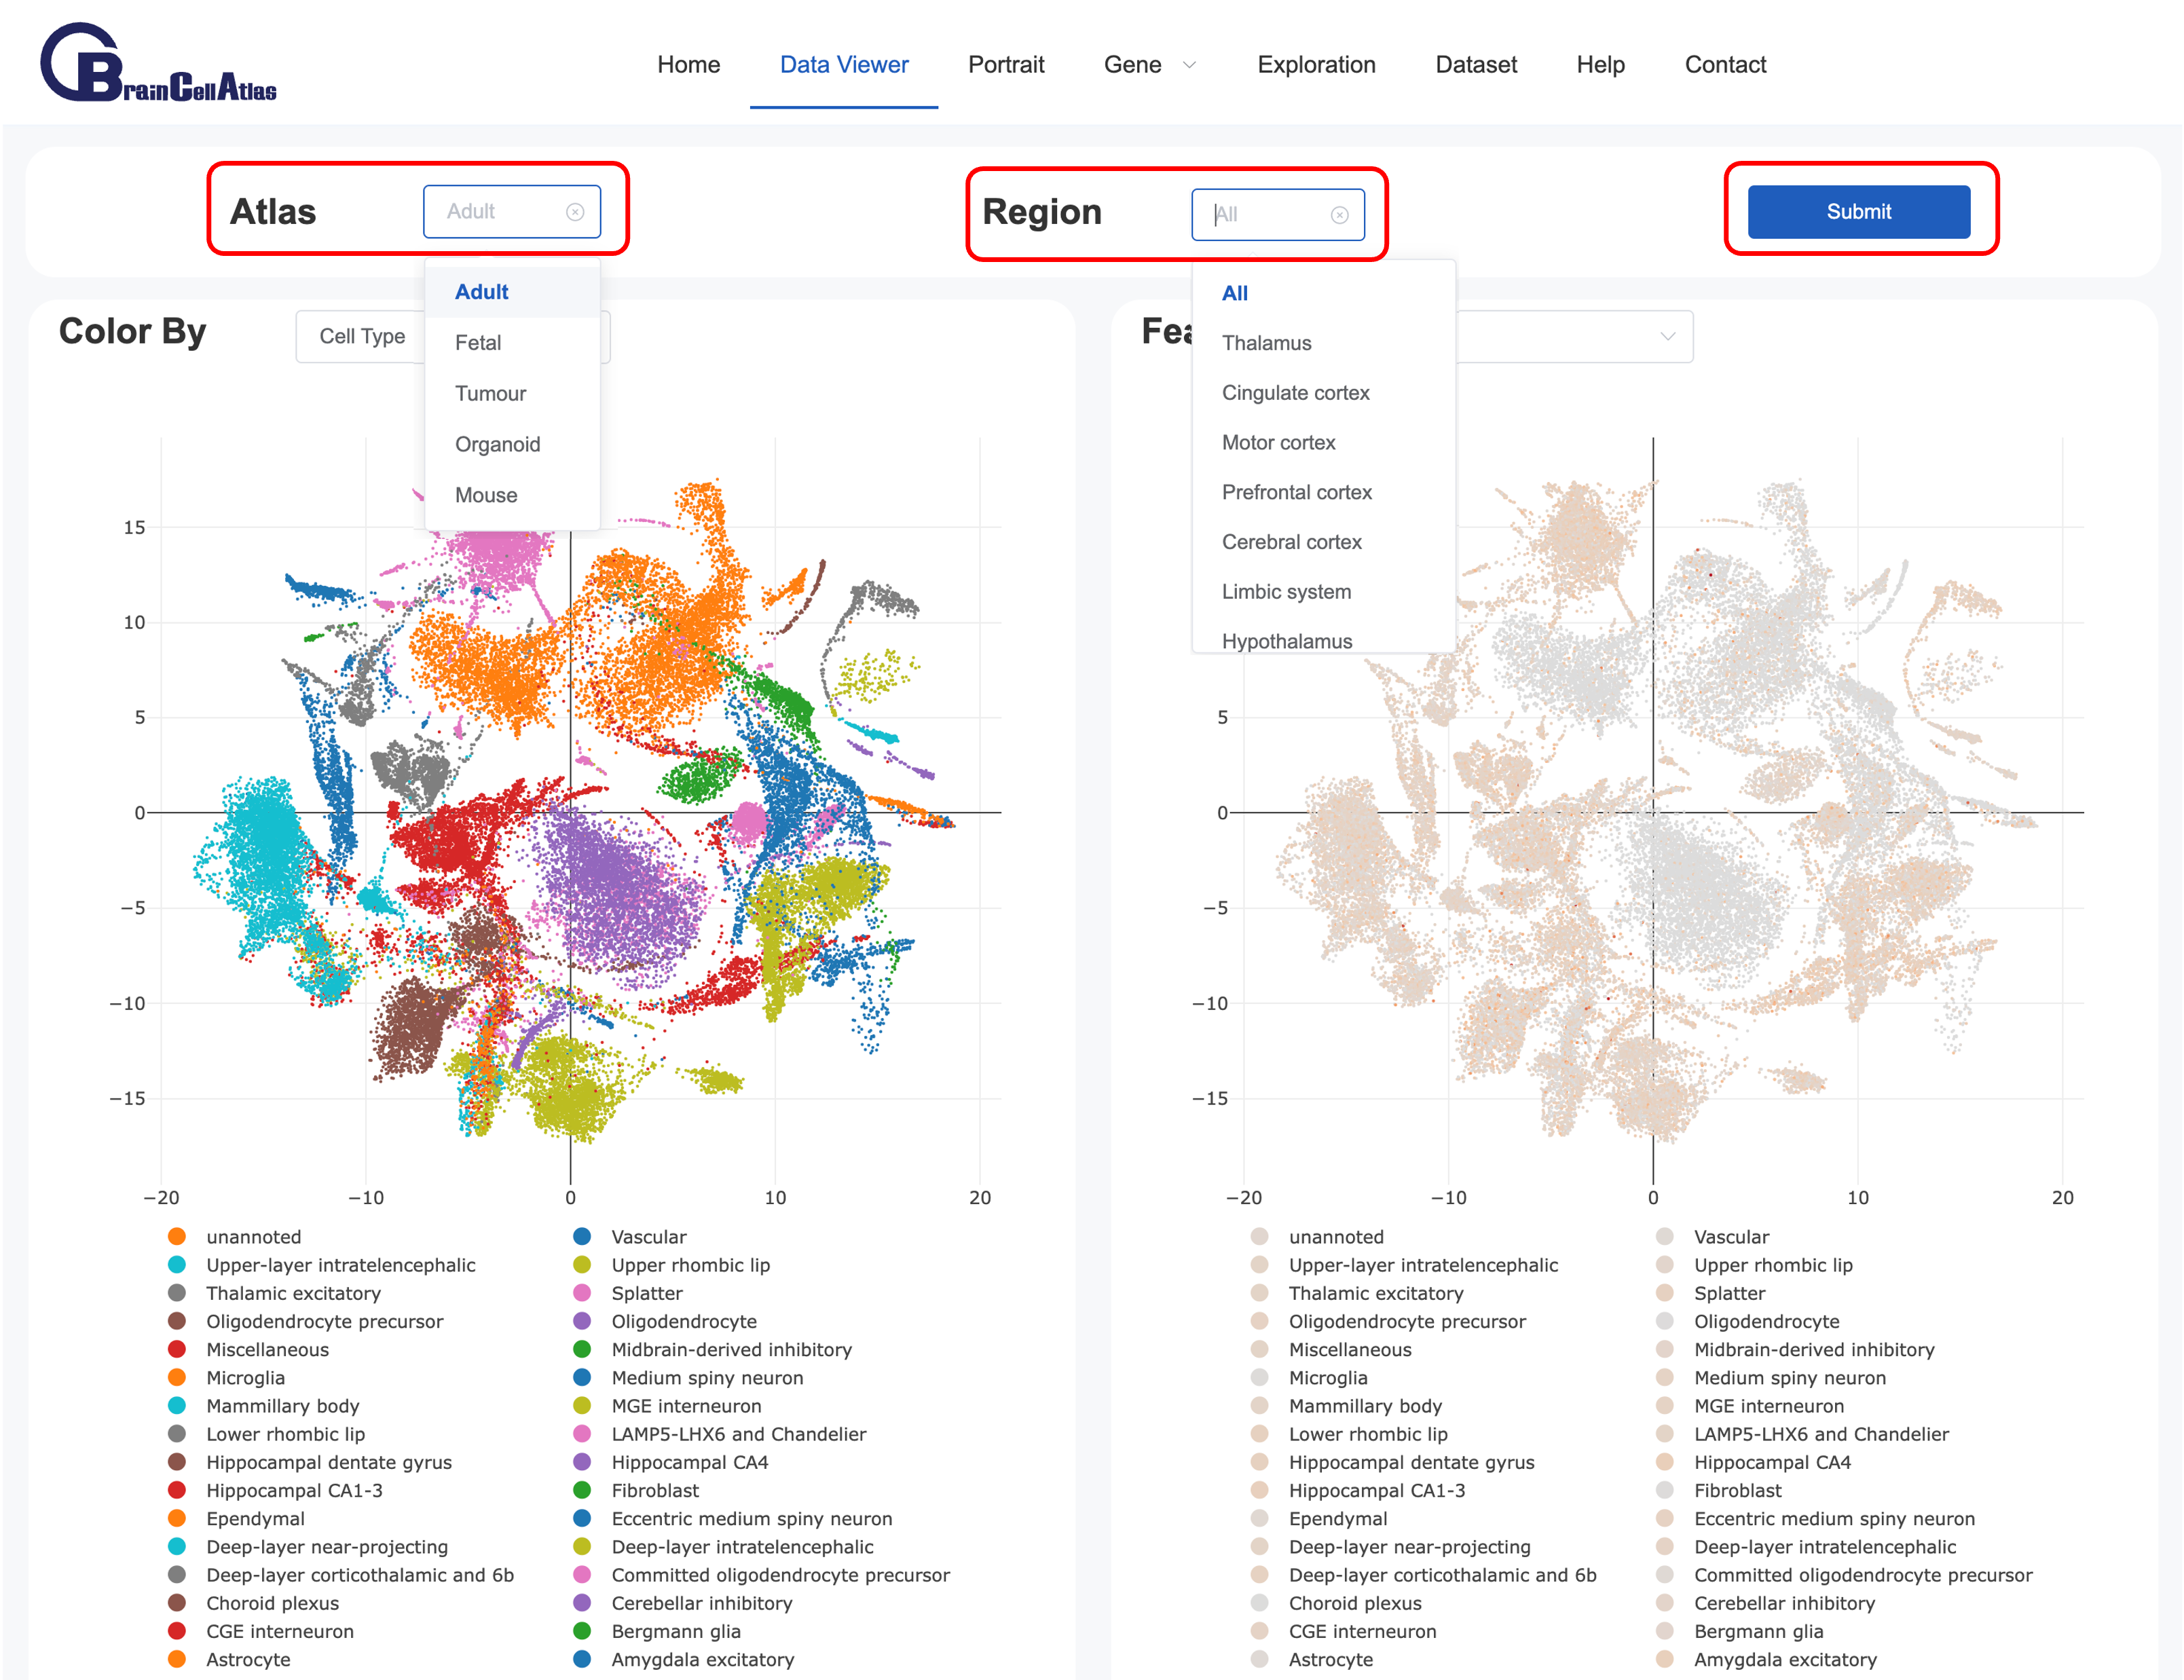 BrainCellAtlas
Home Data Viewer Portrait Gene Exploration Dataset Help Contact
Atlas Adult Region All Submit
Adult
Fetal
Tumour
Organoid
Mouse
All
Thalamus
Cingulate cortex
Motor cortex
Prefrontal cortex
Cerebral cortex
Limbic system
Hypothalamus
Color By Cell Type
Fea
15
10
5
0
−5
−10
−15
−20 −10 0 10 20
5
0
−5
−10
−15
−20 −10 0 10 20
unannoted Vascular
Upper-layer intratelencephalic Upper rhombic lip
Thalamic excitatory Splatter
Oligodendrocyte precursor Oligodendrocyte
Miscellaneous Midbrain-derived inhibitory
Microglia Medium spiny neuron
Mammillary body MGE interneuron
Lower rhombic lip LAMP5-LHX6 and Chandelier
Hippocampal dentate gyrus Hippocampal CA4
Hippocampal CA1-3 Fibroblast
Ependymal Eccentric medium spiny neuron
Deep-layer near-projecting Deep-layer intratelencephalic
Deep-layer corticothalamic and 6b Committed oligodendrocyte precursor
Choroid plexus Cerebellar inhibitory
CGE interneuron Bergmann glia
Astrocyte Amygdala excitatory
unannoted Vascular
Upper-layer intratelencephalic Upper rhombic lip
Thalamic excitatory Splatter
Oligodendrocyte precursor Oligodendrocyte
Miscellaneous Midbrain-derived inhibitory
Microglia Medium spiny neuron
Mammillary body MGE interneuron
Lower rhombic lip LAMP5-LHX6 and Chandelier
Hippocampal dentate gyrus Hippocampal CA4
Hippocampal CA1-3 Fibroblast
Ependymal Eccentric medium spiny neuron
Deep-layer near-projecting Deep-layer intratelencephalic
Deep-layer corticothalamic and 6b Committed oligodendrocyte precursor
Choroid plexus Cerebellar inhibitory
CGE interneuron Bergmann glia
Astrocyte Amygdala excitatory